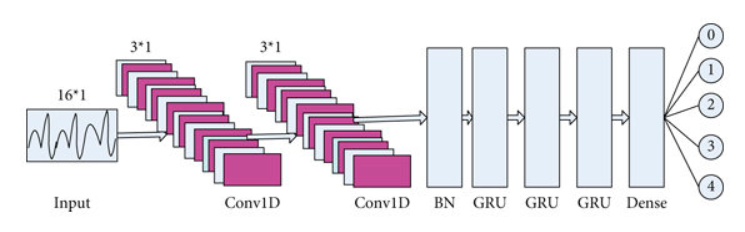 3*1
3*1
16*1
0
1
2
3
4
Input
Conv1D
Conv1D
BN
GRU
GRU
GRU
Dense